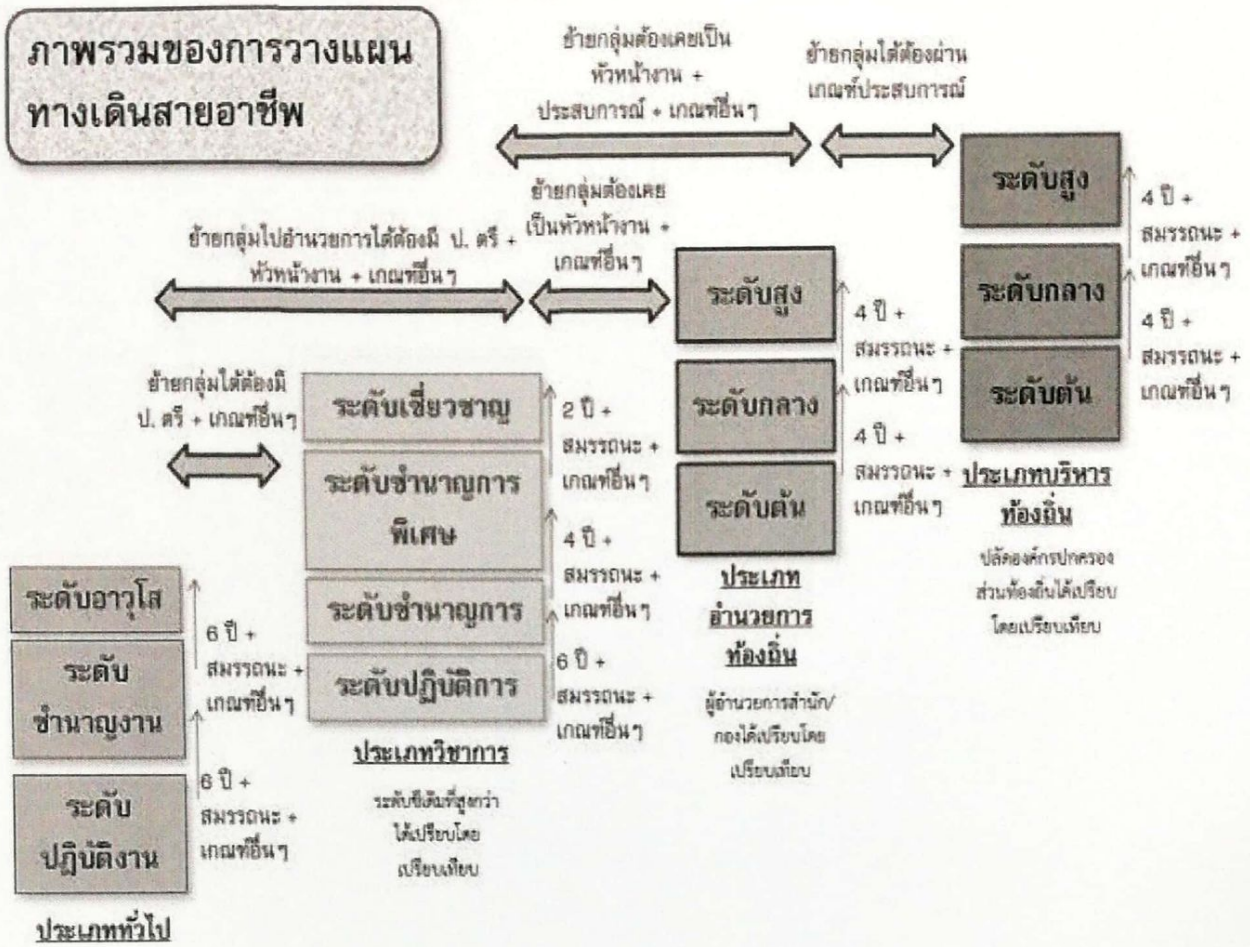 ภาพรวมของการวางแผน
ทางเดินสายอาชีพ
ย้ายกลุ่มต้องเคยเป็น
หัวหน้างาน +
ประสบการณ์ + เกณฑ์อื่นๆ
ย้ายกลุ่มได้ต้องผ่าน
เกณฑ์ประสบการณ์
ย้ายกลุ่มไปอำนวยการได้ต้องมี ป. ตรี +
หัวหน้างาน + เกณฑ์อื่นๆ
ย้ายกลุ่มต้องเคย
เป็นหัวหน้างาน +
เกณฑ์อื่นๆ
ย้ายกลุ่มได้ต้องมี
ป. ตรี + เกณฑ์อื่นๆ
ระดับอาวุโส
ระดับ
ชำนาญงาน
ระดับ
ปฏิบัติงาน
ประเภททั่วไป
6 ปี +
สมรรถนะ +
เกณฑ์อื่นๆ
6 ปี +
สมรรถนะ +
เกณฑ์อื่นๆ
ระดับเชี่ยวชาญ
ระดับชำนาญการ
พิเศษ
ระดับชำนาญการ
ระดับปฏิบัติการ
ประเภทวิชาการ
2 ปี +
สมรรถนะ +
เกณฑ์อื่นๆ
4 ปี +
สมรรถนะ +
เกณฑ์อื่นๆ
6 ปี +
สมรรถนะ +
เกณฑ์อื่นๆ
ระดับซีเดิมที่สูงกว่า
ได้เปรียบโดย
เปรียบเทียบ
ระดับสูง
ระดับกลาง
ระดับต้น
ประเภท
อำนวยการ
ท้องถิ่น
4 ปี +
สมรรถนะ +
เกณฑ์อื่นๆ
4 ปี +
สมรรถนะ +
เกณฑ์อื่นๆ
ผู้อำนวยการสำนัก/
กองได้เปรียบโดย
เปรียบเทียบ
ระดับสูง
ระดับกลาง
ระดับต้น
ประเภทบริหาร
ท้องถิ่น
4 ปี +
สมรรถนะ +
เกณฑ์อื่นๆ
4 ปี +
สมรรถนะ +
เกณฑ์อื่นๆ
ปลัดองค์กรปกครอง
ส่วนท้องถิ่นได้เปรียบ
โดยเปรียบเทียบ